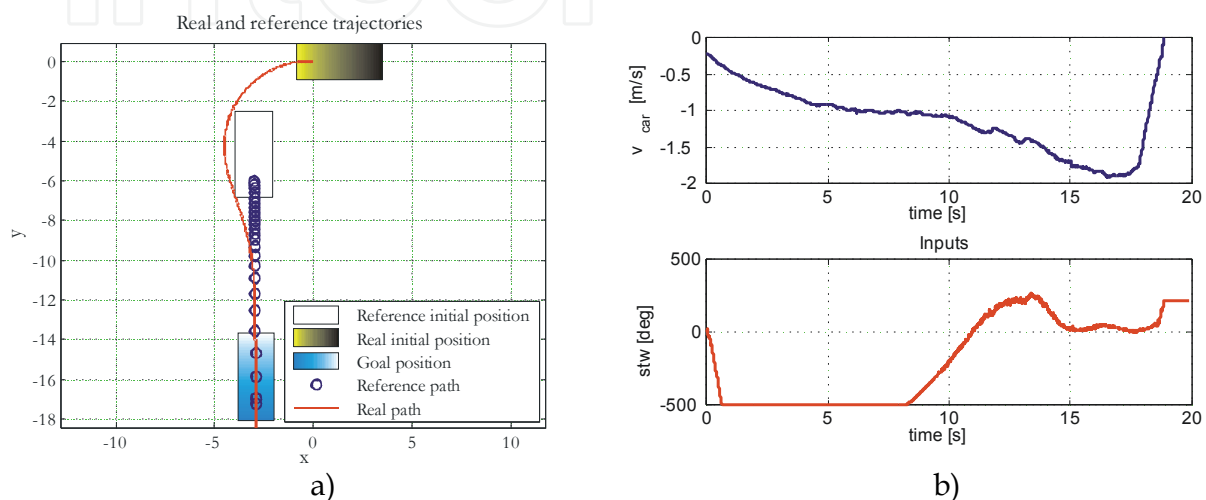 Real and reference trajectories
0
-2
-4
-6
-8
-10
-12
-14
-16
-18
y
-10
-5
0
5
10
x
Reference initial position
Real initial position
Goal position
Reference path
Real path
a)
0
-0.5
-1
-1.5
-2
v car [m/s]
0
5
10
15
20
time [s]
Inputs
500
0
-500
stw [deg]
0
5
10
15
20
time [s]
b)